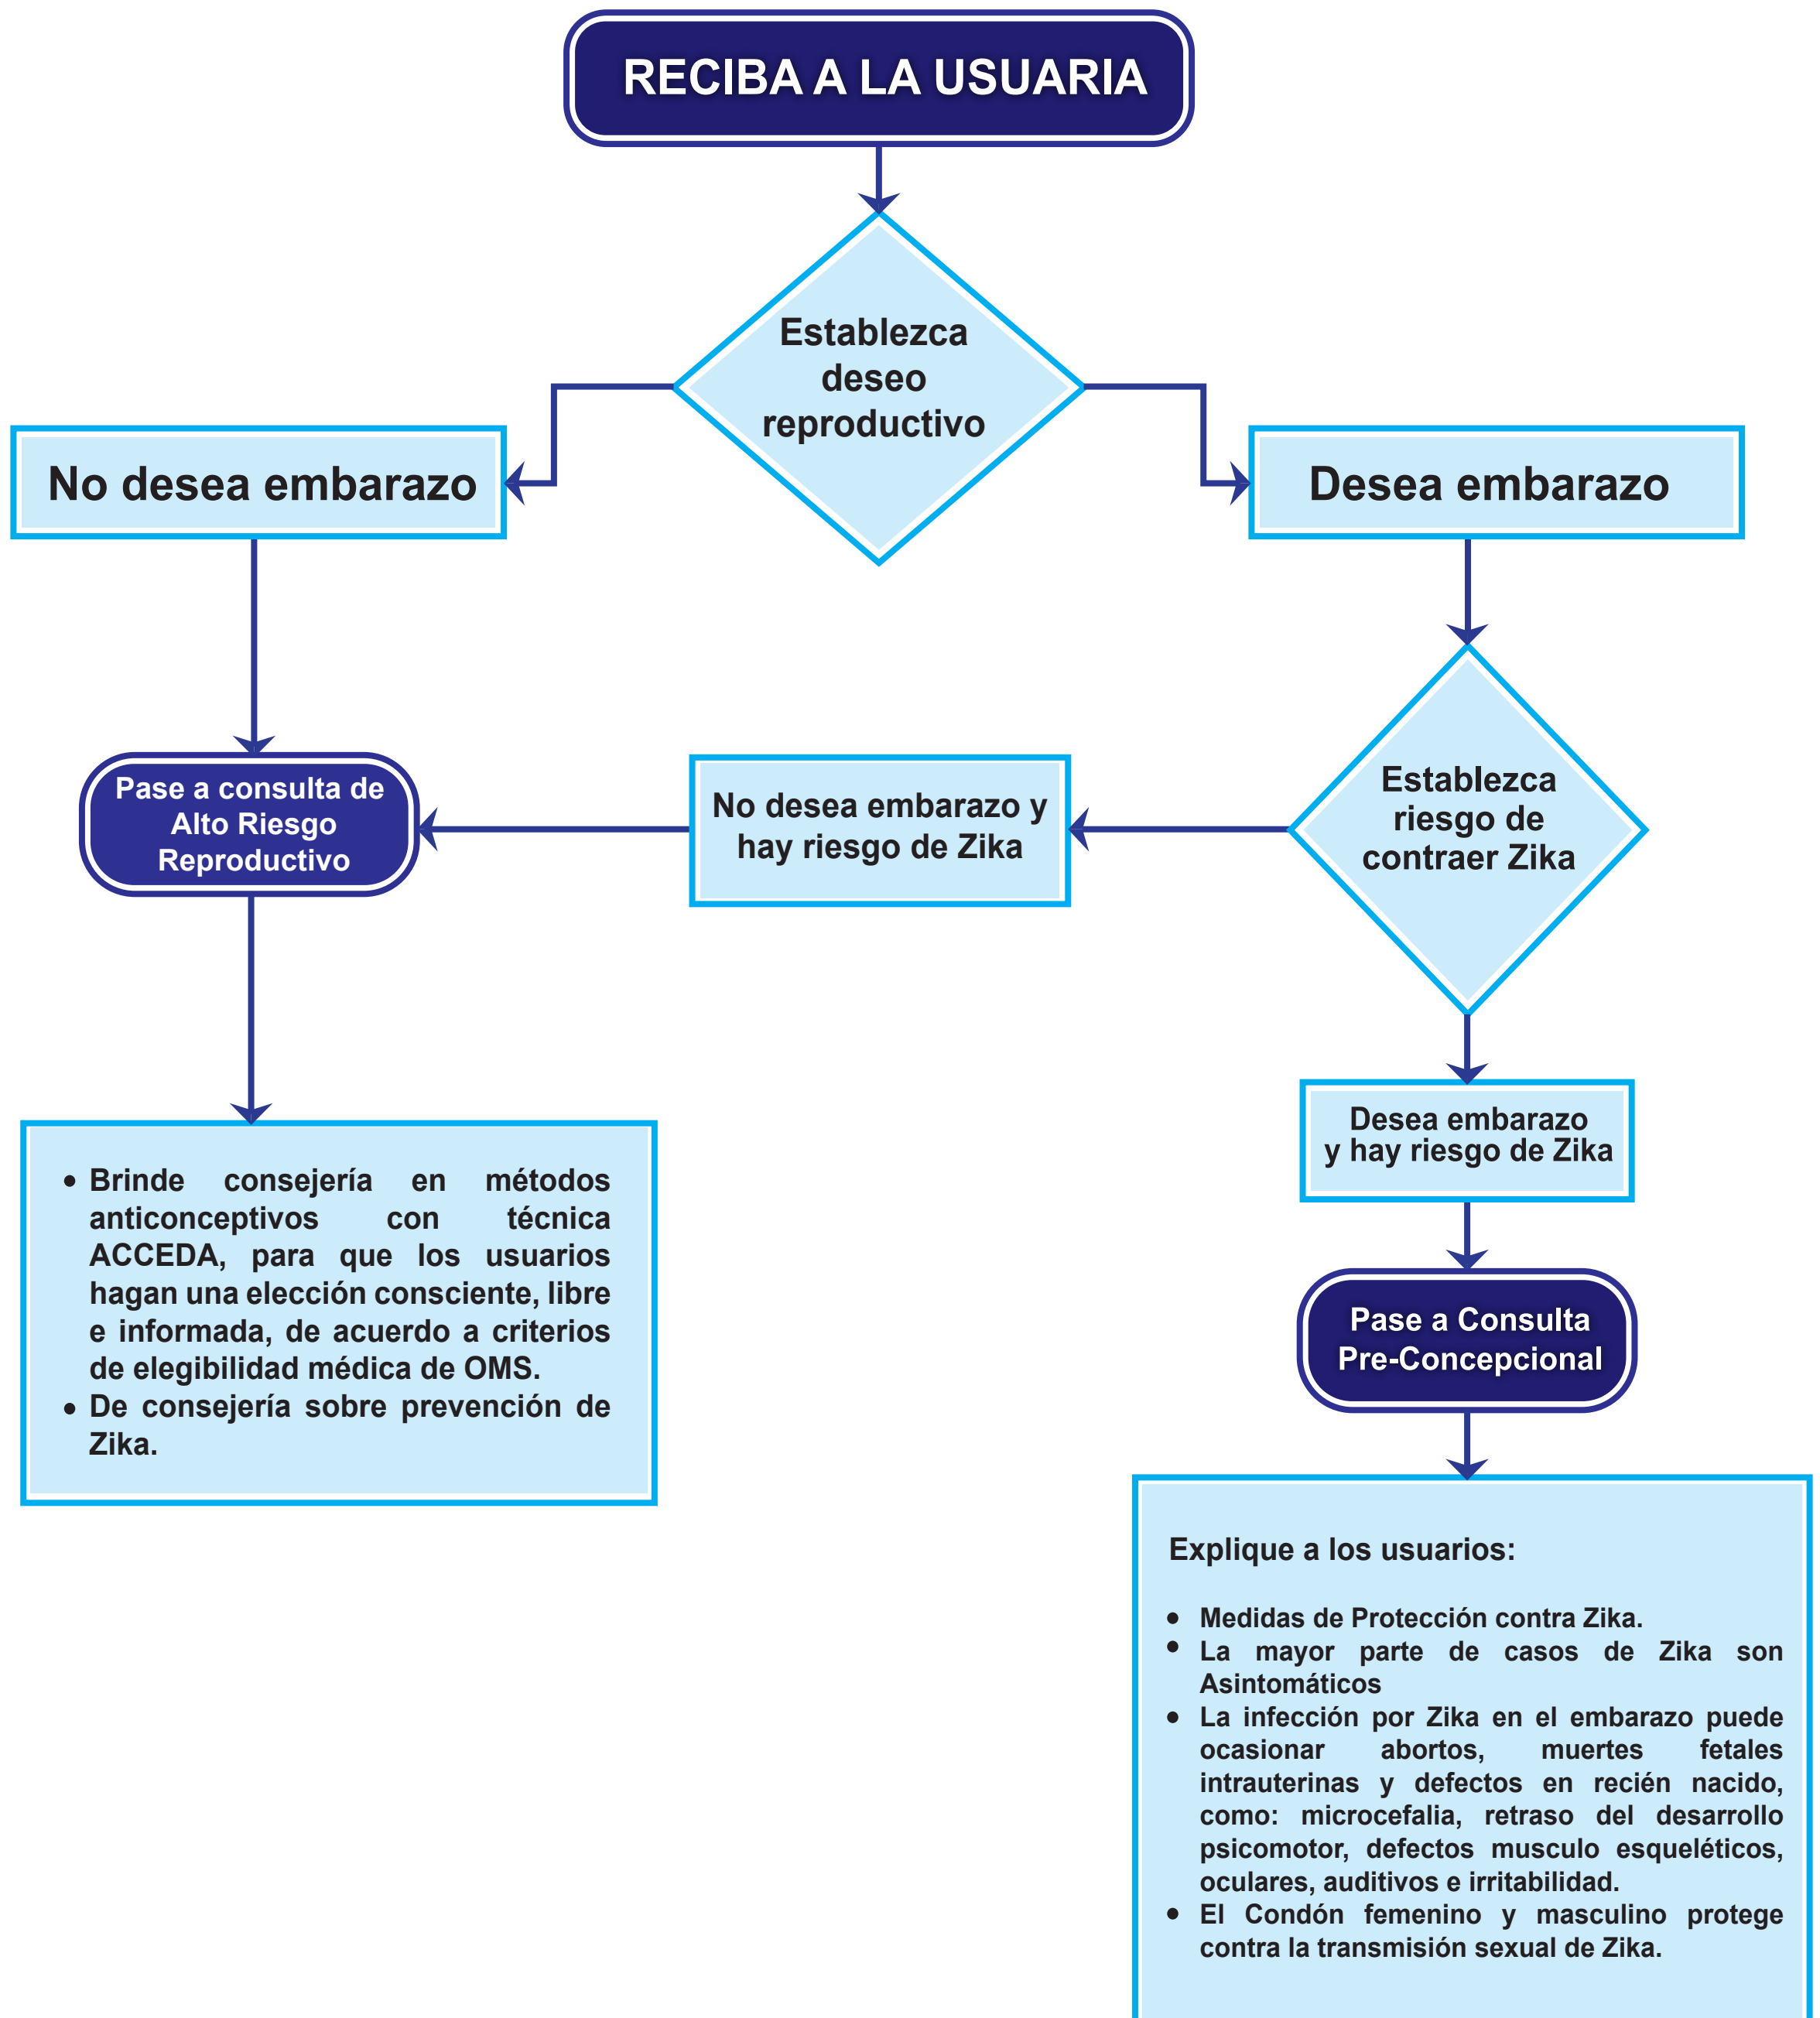 RECIBA A LA USUARIA
Establezca
deseo
reproductivo
No desea embarazo
Desea embarazo
Pase a consulta de
Alto Riesgo
Reproductivo
No desea embarazo y
hay riesgo de Zika
Establezca
riesgo de
contraer Zika
Desea embarazo
y hay riesgo de Zika
• Brinde consejería en métodos
anticonceptivos con técnica
ACCEDA, para que los usuarios
hagan una elección consciente, libre
e informada, de acuerdo a criterios
de elegibilidad médica de OMS.
• De consejería sobre prevención de
Zika.
Pase a Consulta
Pre-Concepcional
Explique a los usuarios:
• Medidas de Protección contra Zika.
• La mayor parte de casos de Zika son
Asintomáticos
• La infección por Zika en el embarazo puede
ocasionar abortos, muertes fetales
intrauterinas y defectos en recién nacido,
como: microcefalia, retraso del desarrollo
psicomotor, defectos musculo esqueléticos,
oculares, auditivos e irritabilidad.
• El Condón femenino y masculino protege
contra la transmisión sexual de Zika.